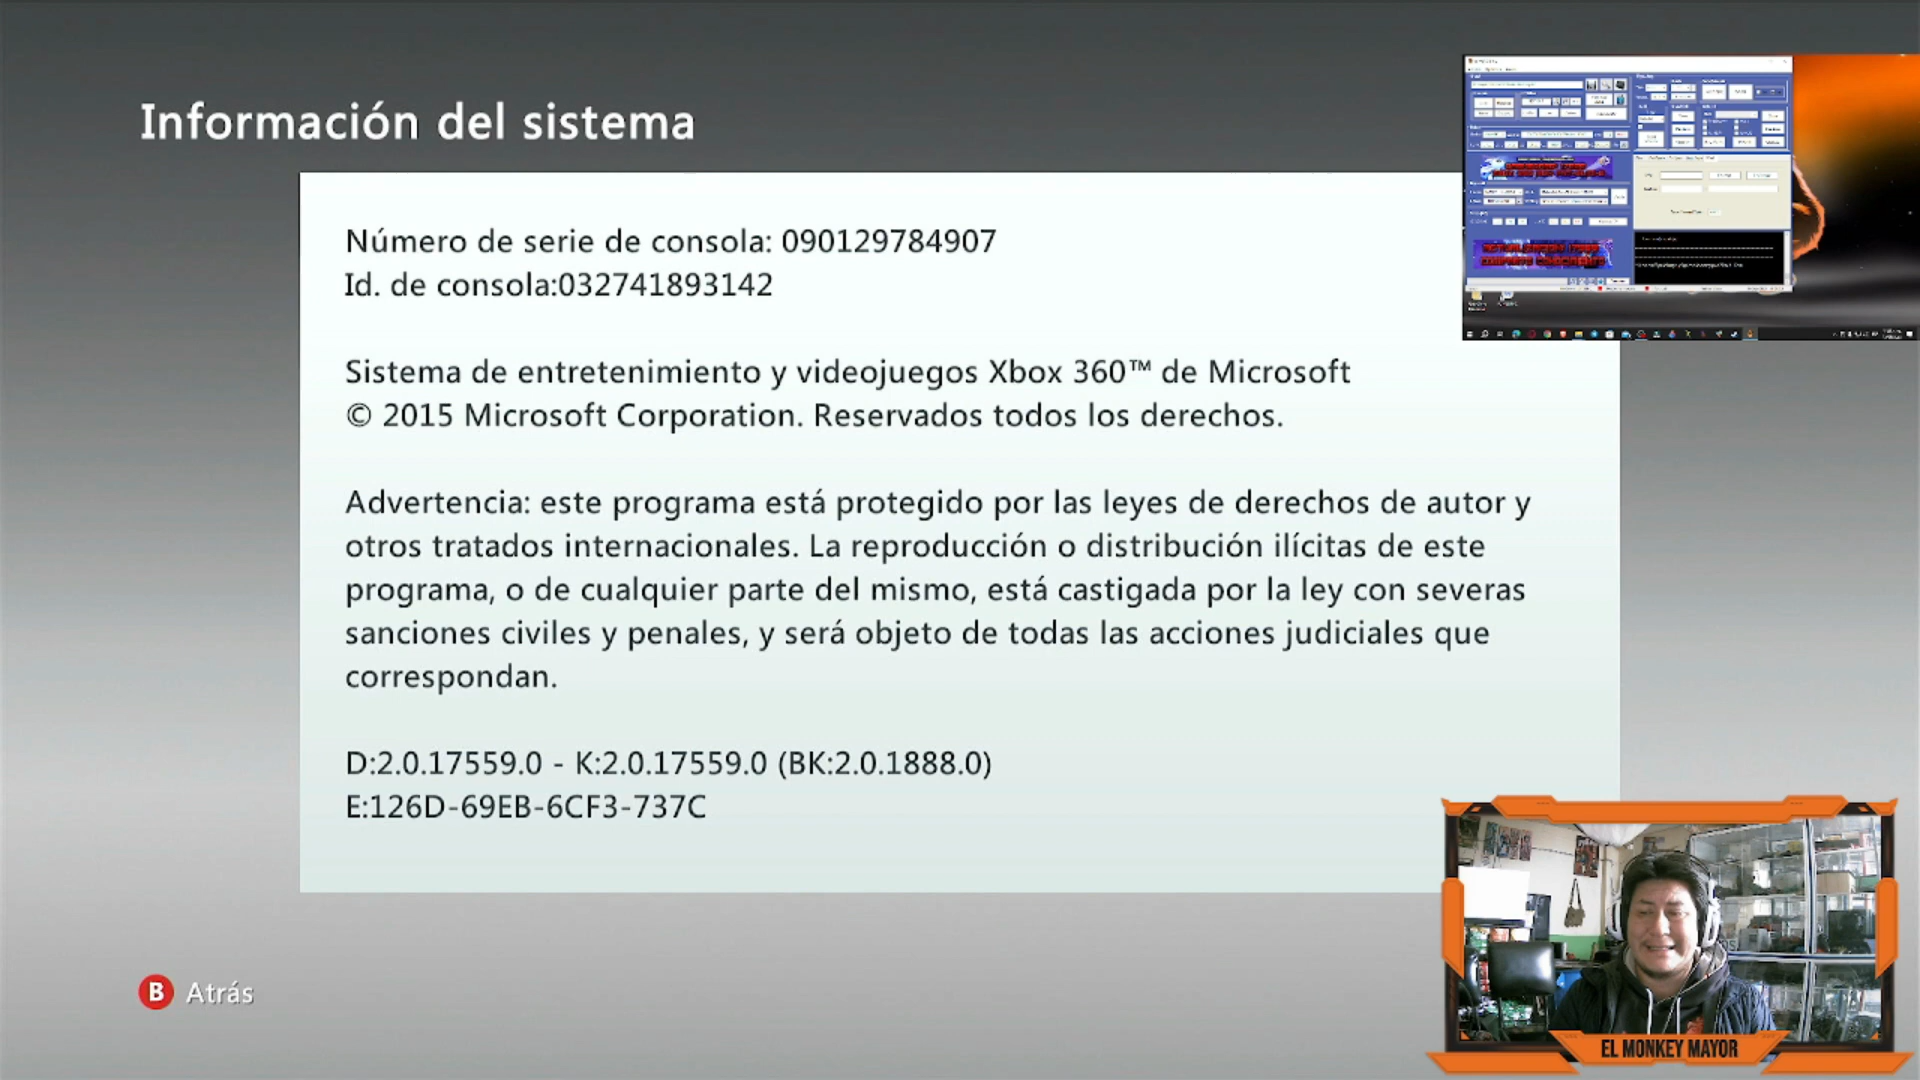 Información del sistema
Número de serie de consola: 090129784907
Id. de consola:032741893142
Sistema de entretenimiento y videojuegos Xbox 360™ de Microsoft
© 2015 Microsoft Corporation. Reservados todos los derechos.
Advertencia: este programa está protegido por las leyes de derechos de autor y
otros tratados internacionales. La reproducción o distribución ilícitas de este
programa, o de cualquier parte del mismo, está castigada por la ley con severas
sanciones civiles y penales, y será objeto de todas las acciones judiciales que
correspondan.
D:2.0.17559.0 - K:2.0.17559.0 (BK:2.0.1888.0)
E:126D-69EB-6CF3-737C
B Atrás
EL MONKEY MAYOR